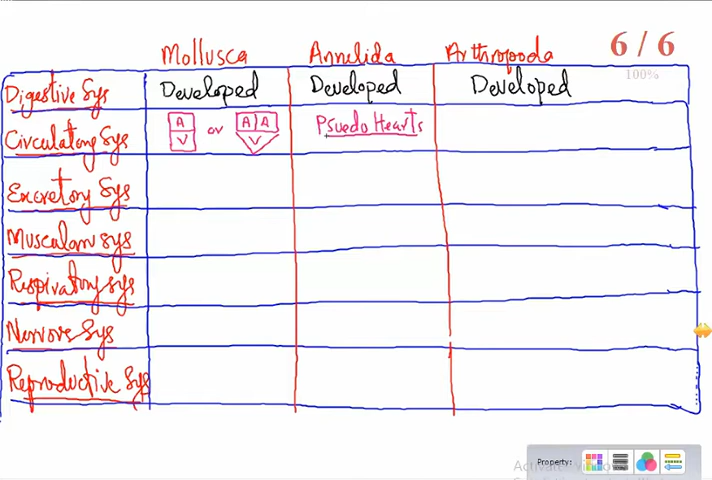 Mollusca Annelida Arthropoda 6 / 6
100%
Digestive Sys Developed Developed Developed
Circulatory Sys A V or A A V Psuedo Hearts
Excretory Sys
Muscular Sys
Respiratory Sys
Nervous Sys
Reproductive Sys
Property: